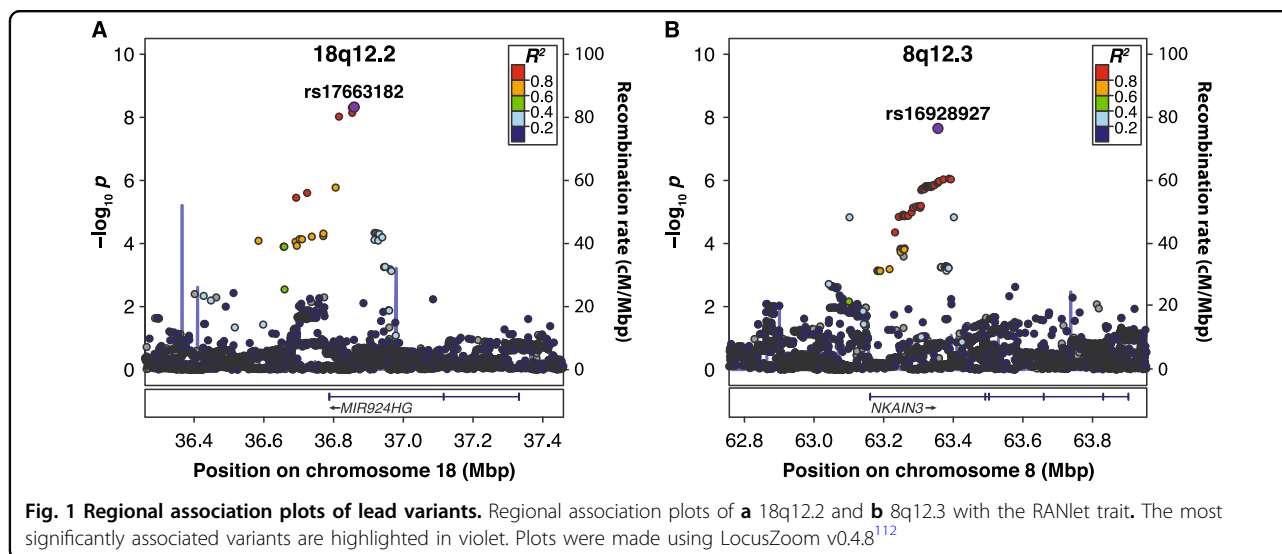 A
18q12.2
rs17663182
R²
0.8
0.6
0.4
0.2
10
8
6
4
2
0
−log10 p
100
80
60
40
20
0
Recombination rate (cM/Mbp)
←MIR924HG
36.4 36.6 36.8 37.0 37.2 37.4
Position on chromosome 18 (Mbp)
B
8q12.3
rs16928927
R²
0.8
0.6
0.4
0.2
10
8
6
4
2
0
−log10 p
100
80
60
40
20
0
Recombination rate (cM/Mbp)
NKAIN3→
62.8 63.0 63.2 63.4 63.6 63.8
Position on chromosome 8 (Mbp)
Fig. 1 Regional association plots of lead variants. Regional association plots of a 18q12.2 and b 8q12.3 with the RANlet trait. The most
significantly associated variants are highlighted in violet. Plots were made using LocusZoom v0.4.8112